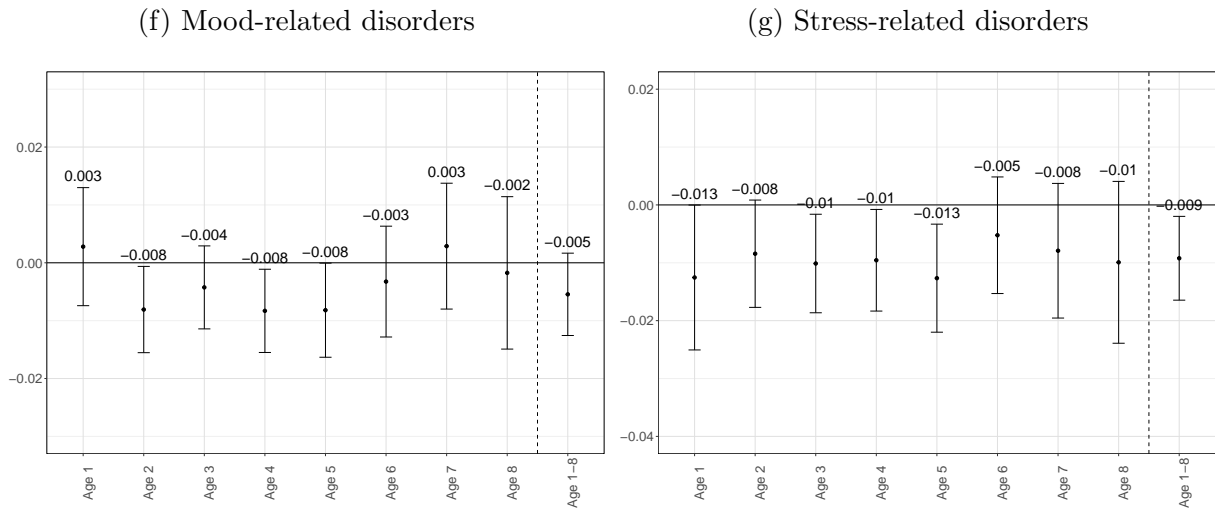 (f) Mood-related disorders
0.02
0.00
−0.02
0.003
−0.008
−0.004
−0.008
−0.008
−0.003
0.003
−0.002
−0.005
Age 1
Age 2
Age 3
Age 4
Age 5
Age 6
Age 7
Age 8
Age 1−8
(g) Stress-related disorders
0.02
0.00
−0.02
−0.04
−0.013
−0.008
−0.01
−0.01
−0.013
−0.005
−0.008
−0.01
−0.009
Age 1
Age 2
Age 3
Age 4
Age 5
Age 6
Age 7
Age 8
Age 1−8